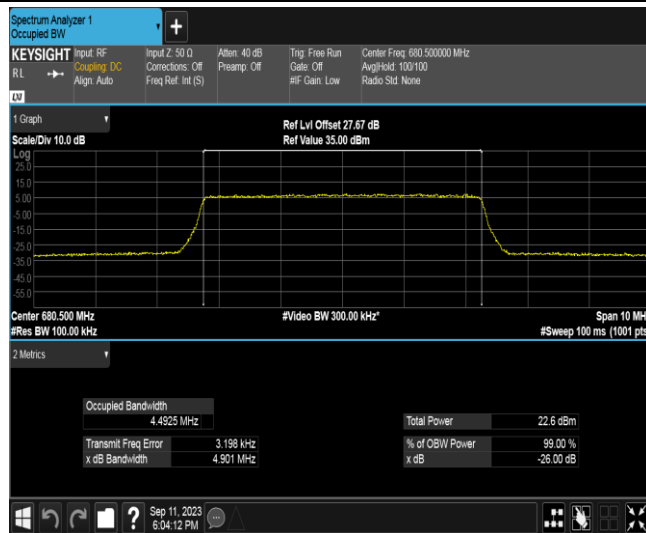 Spectrum Analyzer 1
Occupied BW
+
KEYSIGHT
RL
Input: RF
Coupling: DC
Align: Auto
Input Z: 50 Ω
Corrections: Off
Freq Ref: Int (S)
Atten: 40 dB
Preamp: Off
Trig: Free Run
Gate: Off
#IF Gain: Low
Center Freq: 680.500000 MHz
Avg|Hold: 100/100
Radio Std: None
1 Graph
Scale/Div 10.0 dB
Ref Lvl Offset 27.67 dB
Ref Value 35.00 dBm
Log
25.0
15.0
5.00
-5.00
-15.0
-25.0
-35.0
-45.0
-55.0
Center 680.500 MHz
#Res BW 100.00 kHz
#Video BW 300.00 kHz*
Span 10 MH
#Sweep 100 ms (1001 pts
2 Metrics
Occupied Bandwidth
4.4925 MHz
Transmit Freq Error 3.198 kHz
x dB Bandwidth 4.901 MHz
Total Power 22.6 dBm
% of OBW Power 99.00 %
x dB -26.00 dB
?
Sep 11, 2023
6:04:12 PM